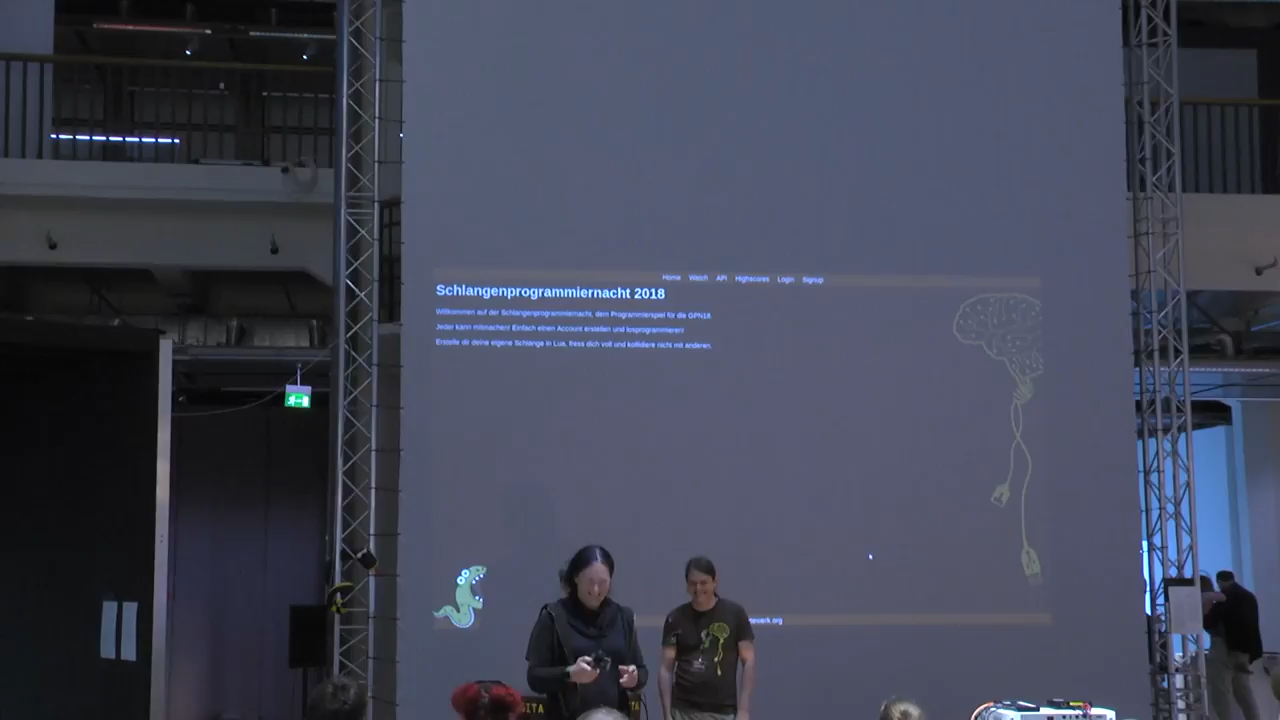 Home Watch API Highscores Login Signup
Schlangenprogrammiernacht 2018
Willkommen auf der Schlangenprogrammiernacht, dem Programmierspiel für die GPN18.
Jeder kann mitmachen! Einfach einen Account erstellen und losprogrammieren!
Erstelle dir deine eigene Schlange in Lua, fress dich voll und kollidiere nicht mit anderen.